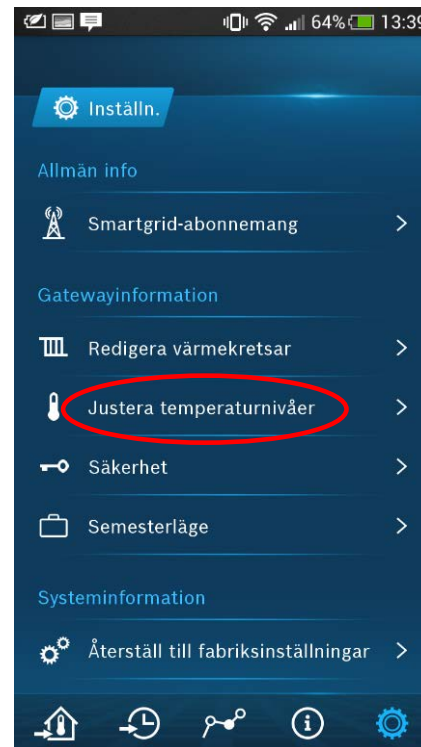 64% 13:39
Inställn.
Allmän info
Smartgrid-abonnemang
Gatewayinformation
Redigera värmekretsar
Justera temperaturnivåer
Säkerhet
Semesterläge
Systeminformation
Återställ till fabriksinställningar